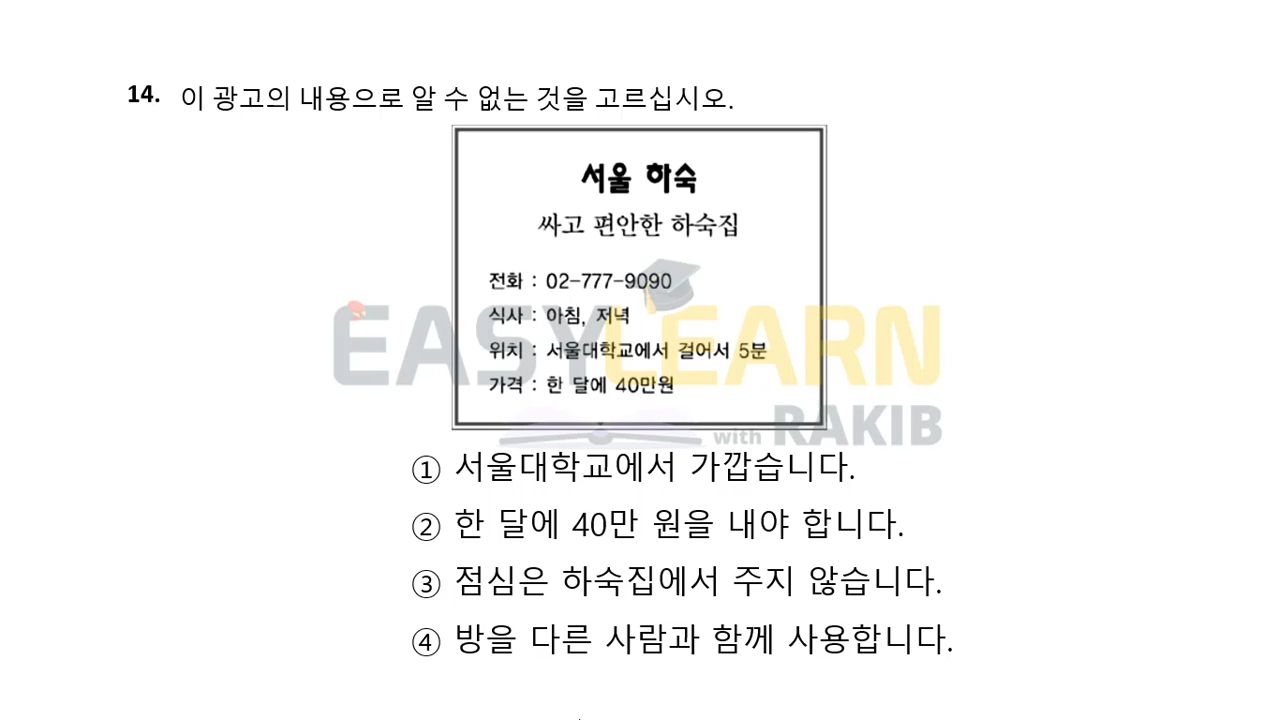 14. 이 광고의 내용으로 알 수 없는 것을 고르십시오.
서울 하숙
싸고 편안한 하숙집
전화 : 02-777-9090
식사 : 아침, 저녁
위치 : 서울대학교에서 걸어서 5분
가격 : 한 달에 40만원
EASY LEARN
with RAKIB
① 서울대학교에서 가깝습니다.
② 한 달에 40만 원을 내야 합니다.
③ 점심은 하숙집에서 주지 않습니다.
④ 방을 다른 사람과 함께 사용합니다.